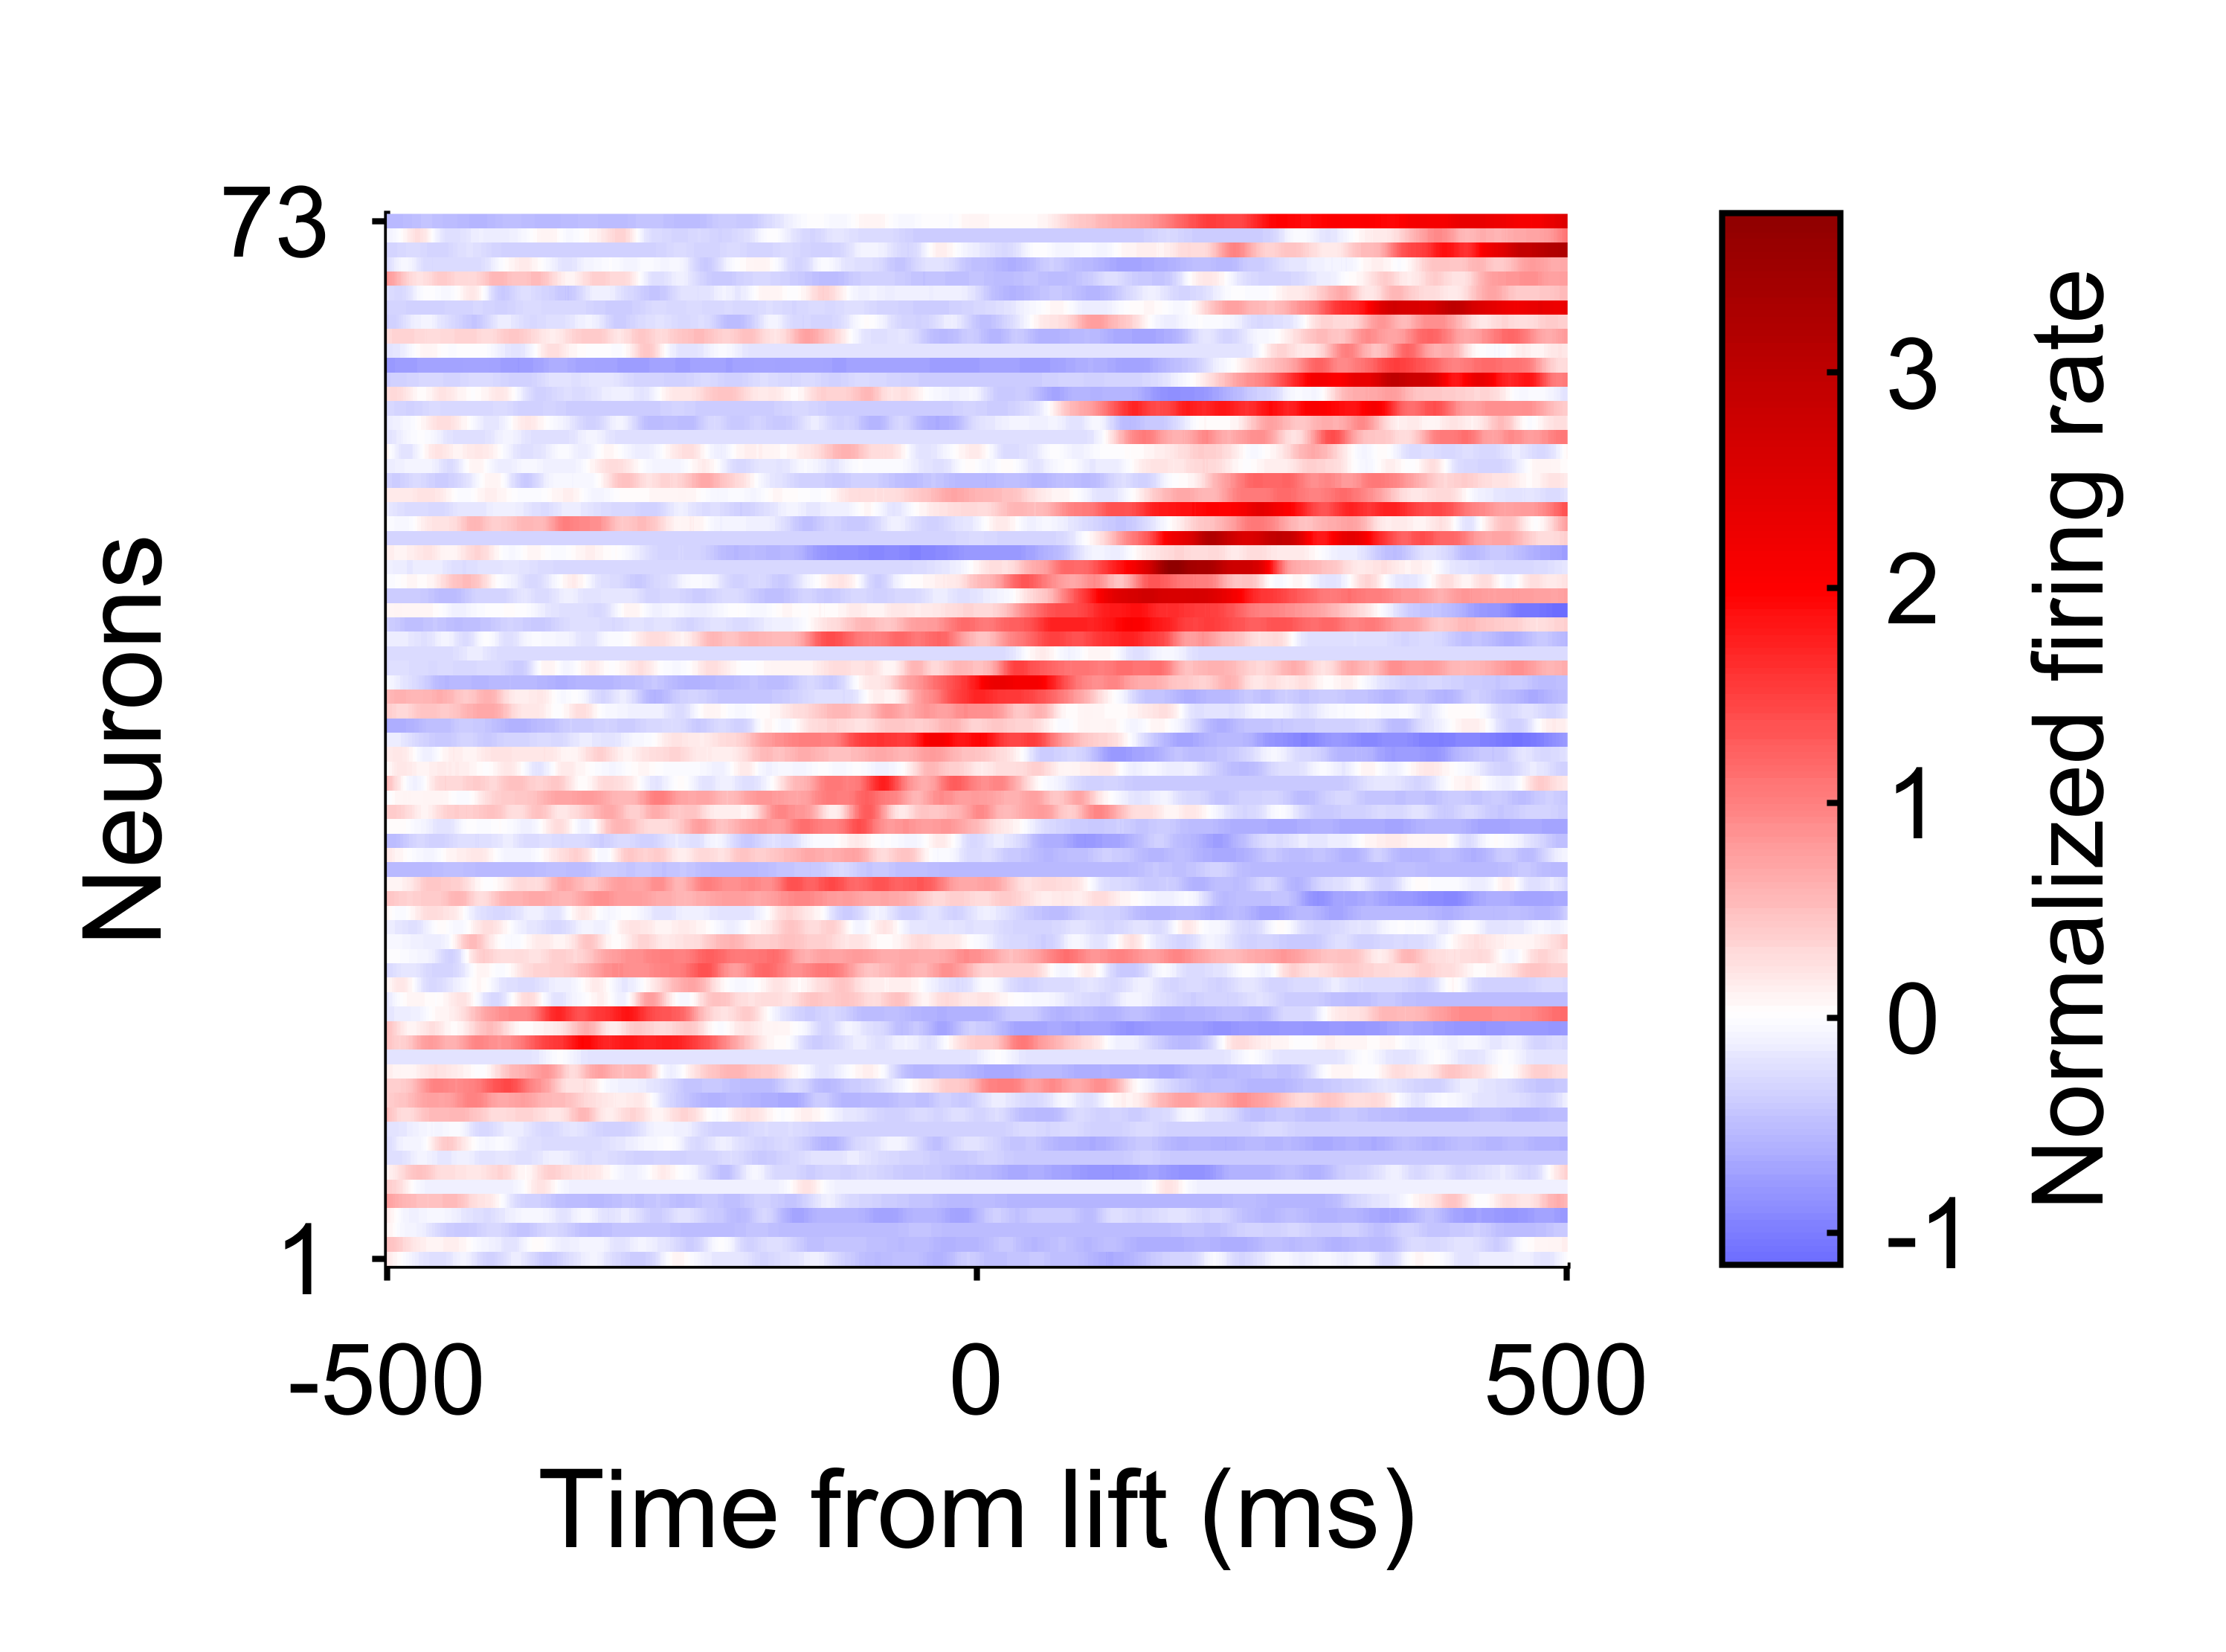 73
Neurons
1
-500 0 500
Time from lift (ms)
3
2
1
0
-1
Normalized firing rate